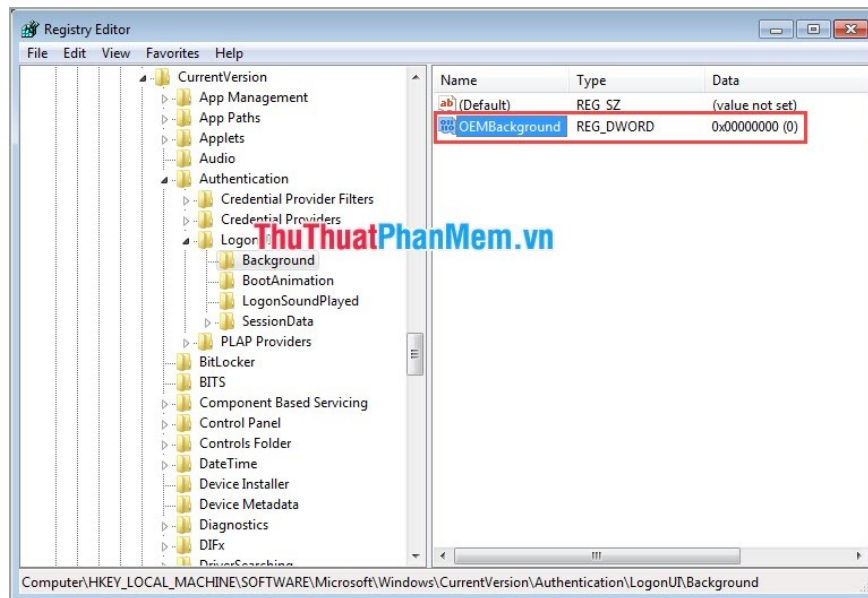 Registry Editor
File Edit View Favorites Help
CurrentVersion
App Management
App Paths
Applets
Audio
Authentication
Credential Provider Filters
Credential Providers
Logon
Background
BootAnimation
LogonSoundPlayed
SessionData
PLAP Providers
BitLocker
BITS
Component Based Servicing
Control Panel
Controls Folder
DateTime
Device Installer
Device Metadata
Diagnostics
DIFx
DriverSearching
Name Type Data
(Default) REG_SZ (value not set)
OEMBackground REG_DWORD 0x00000000 (0)
ThuThuatPhanMem.vn
Computer\HKEY_LOCAL_MACHINE\SOFTWARE\Microsoft\Windows\CurrentVersion\Authentication\LogonUI\Background